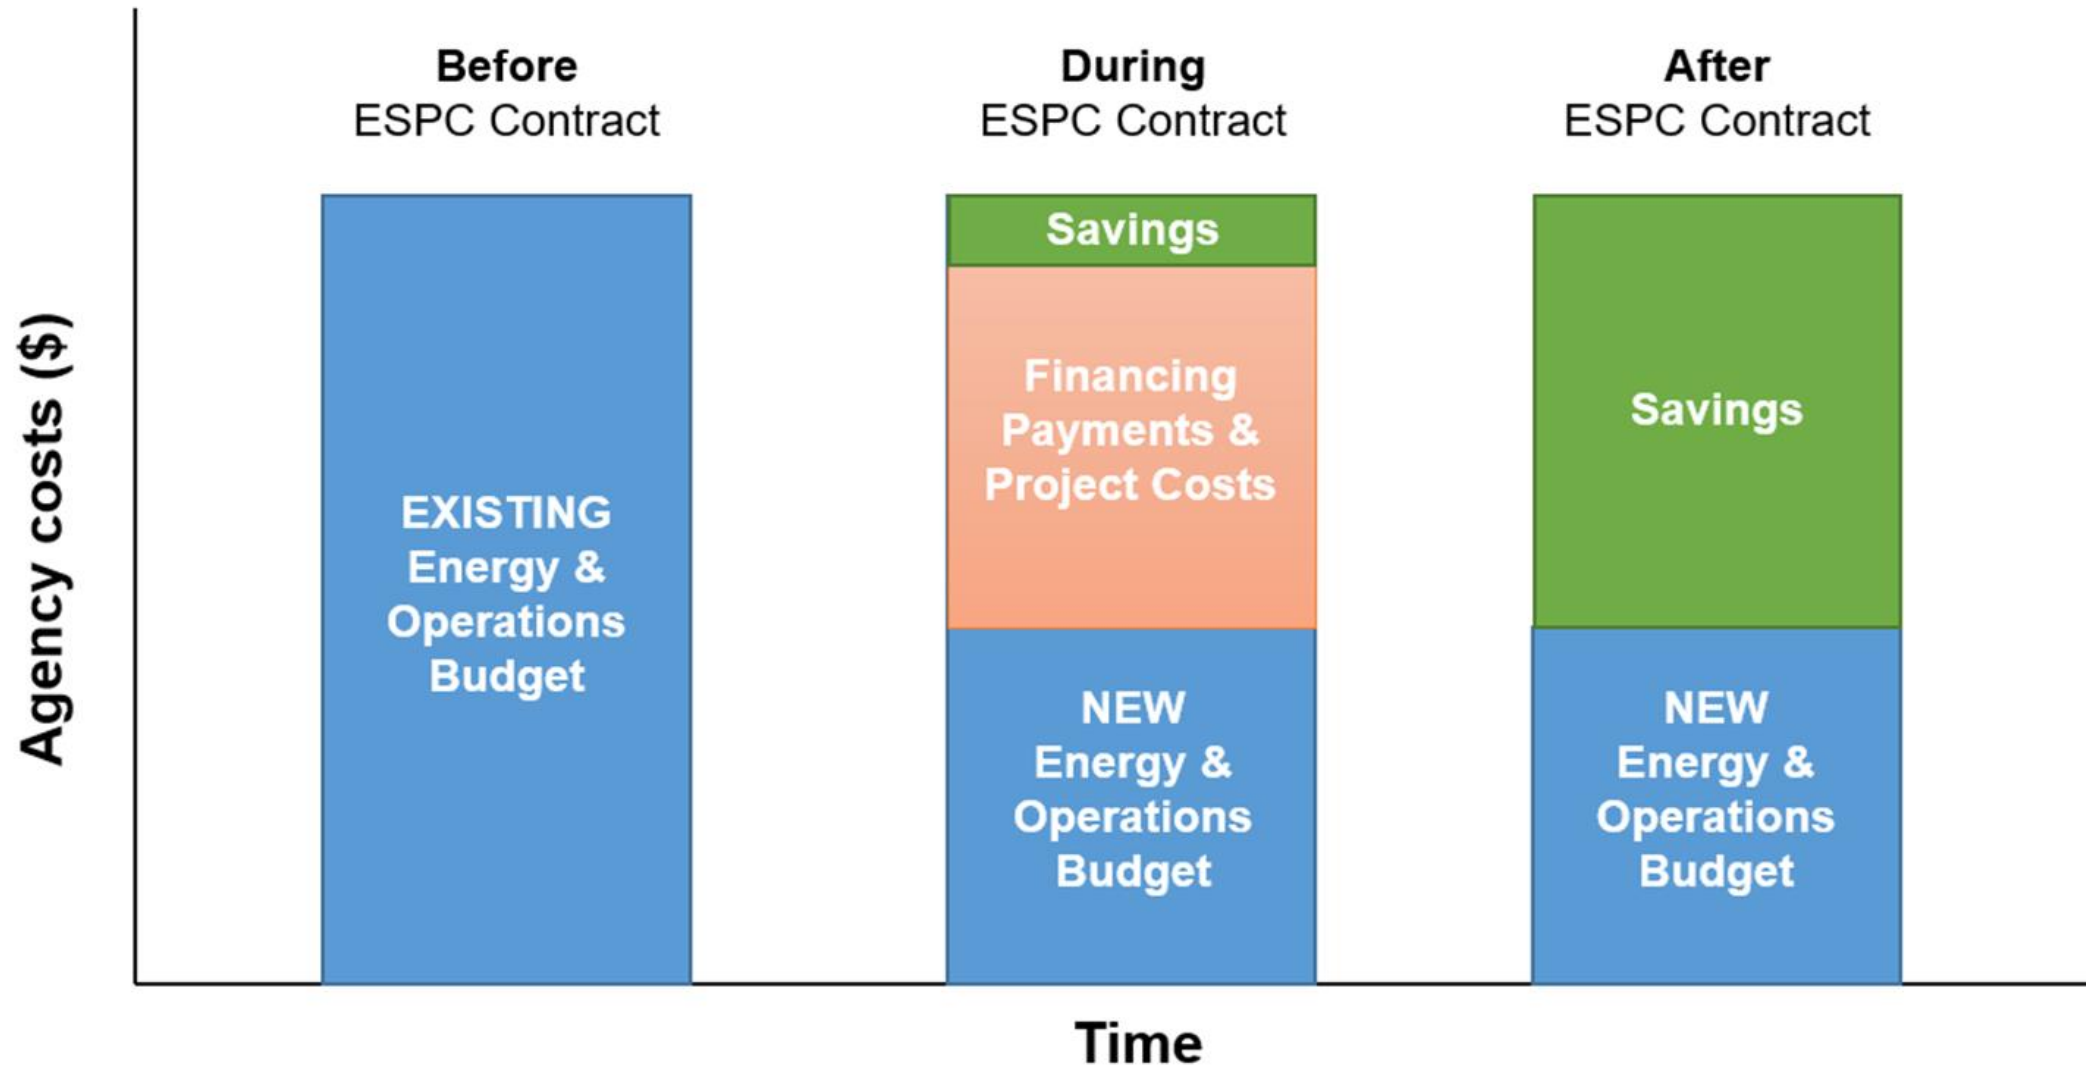 Before
ESPC Contract
During
ESPC Contract
After
ESPC Contract
Agency costs ($)
EXISTING
Energy &
Operations
Budget
Savings
Financing
Payments &
Project Costs
NEW
Energy &
Operations
Budget
Savings
NEW
Energy &
Operations
Budget
Time